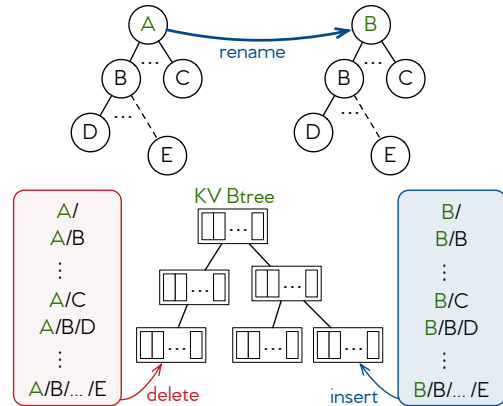 A
B
rename
B
...
C
B
...
C
D
...
E
D
...
E
KV Btree
A/
A/B
⋮
A/C
A/B/D
⋮
A/B/... /E
...
...
...
...
...
...
B/
B/B
⋮
B/C
B/B/D
⋮
B/B/... /E
delete
insert